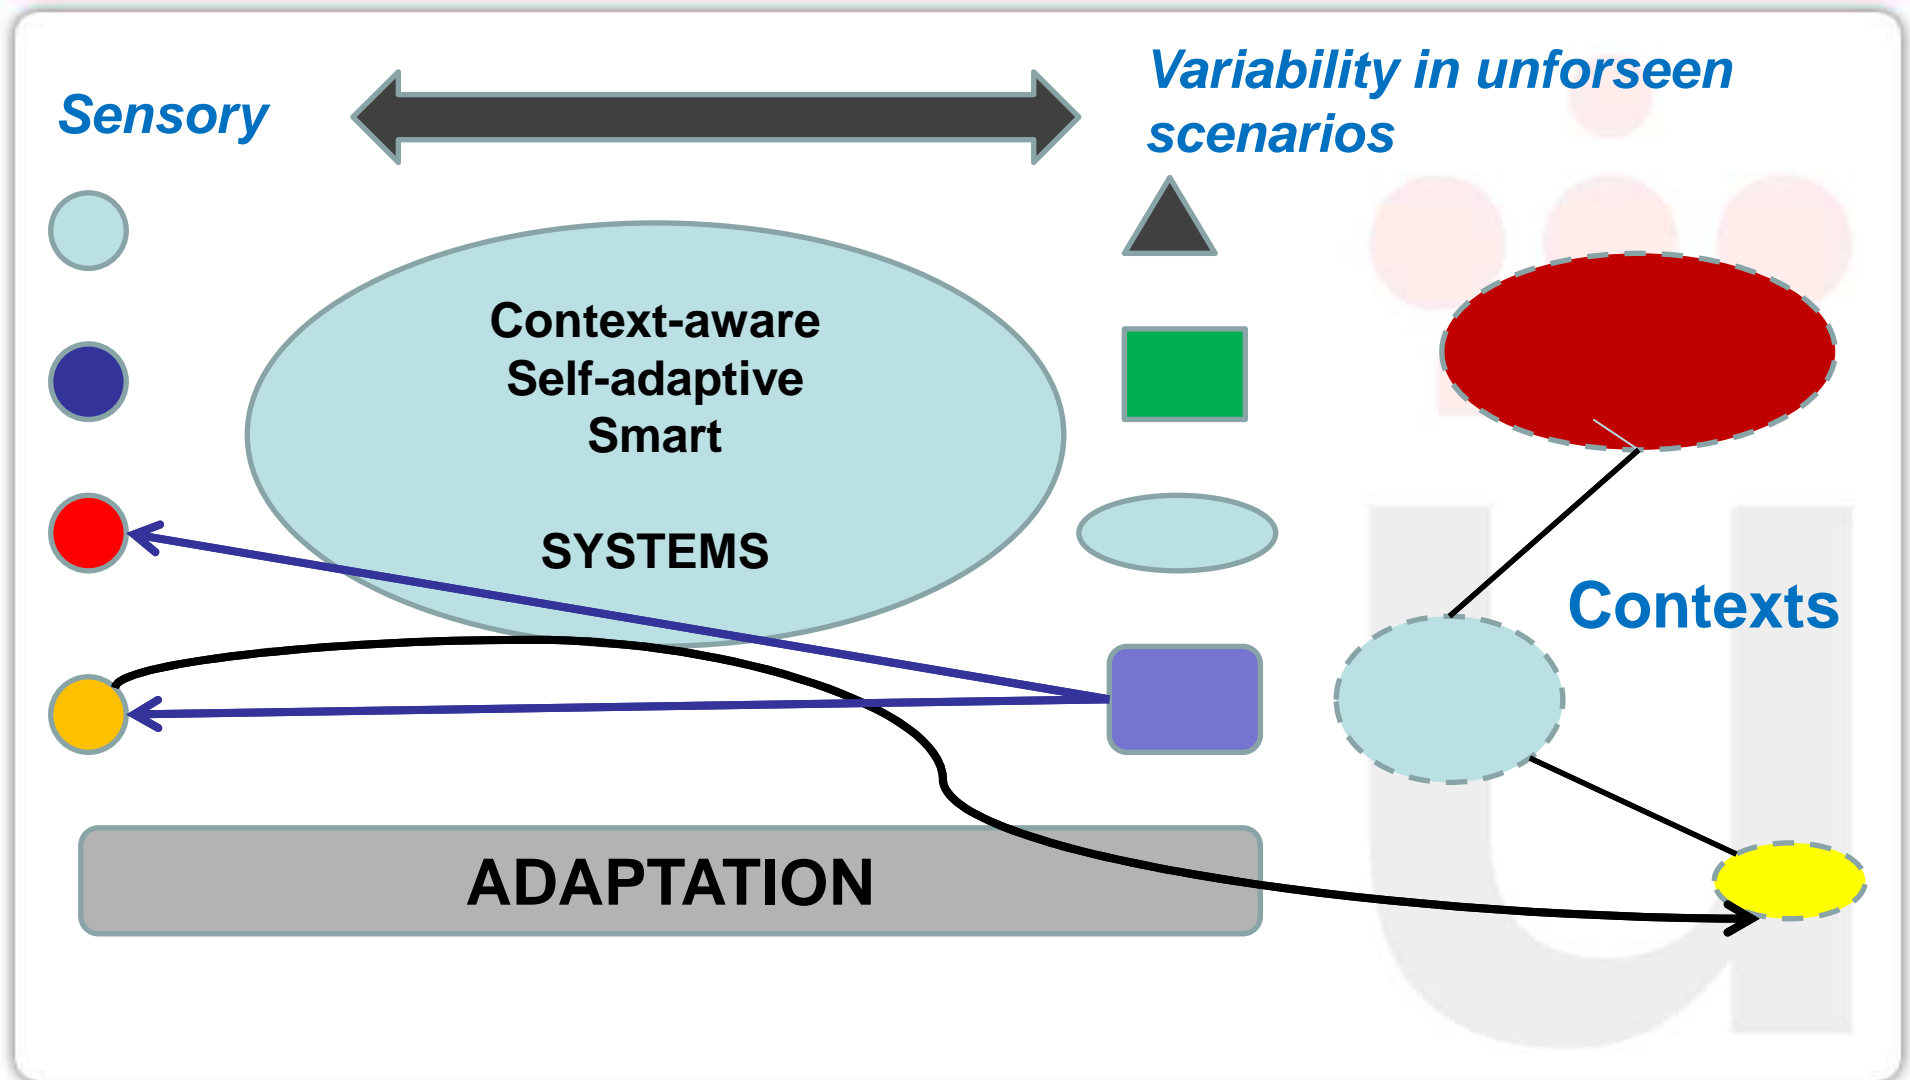 Sensory
Variability in unforseen
scenarios
Context-aware
Self-adaptive
Smart
SYSTEMS
Contexts
ADAPTATION